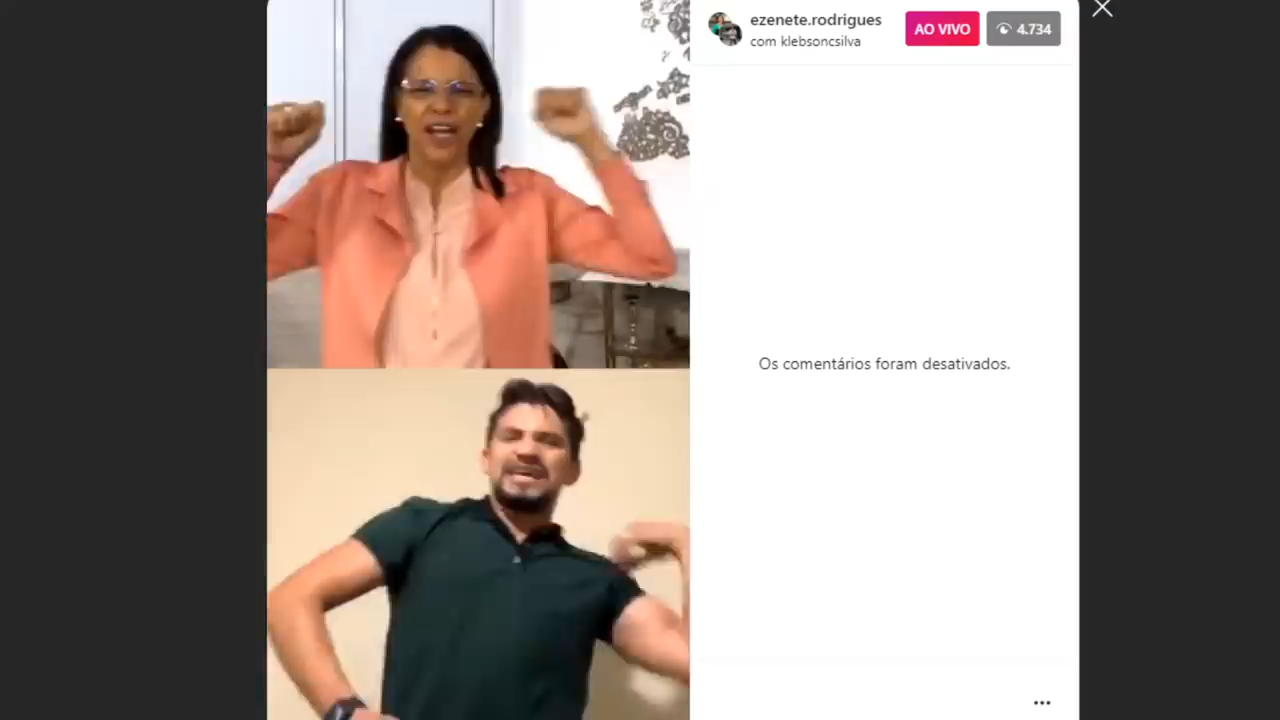 ezenete.rodrigues
com klebsoncsilva
AO VIVO
4.734
Os comentários foram desativados.